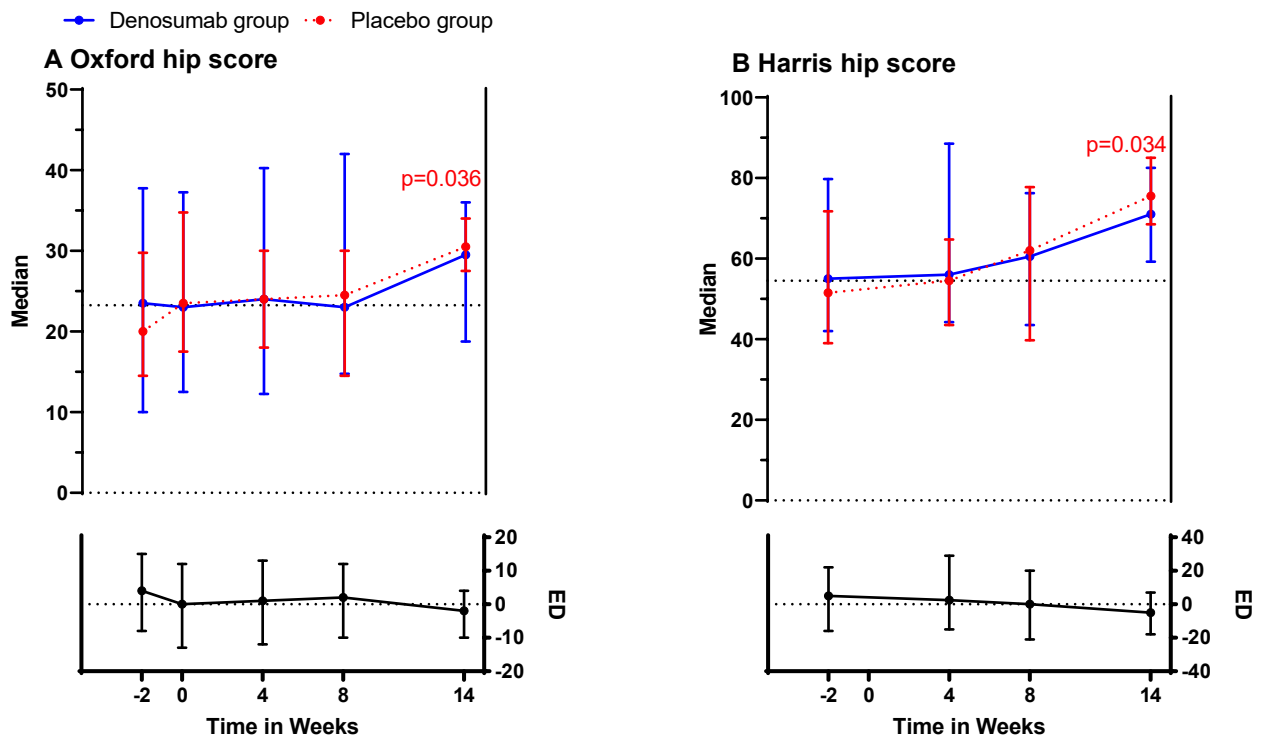 Denosumab group Placebo group
A Oxford hip score
50
40
30
20
10
0
Median
p=0.036
20
10
0
-10
-20
ED
-2 0 4 8 14
Time in Weeks
B Harris hip score
100
80
60
40
20
0
Median
p=0.034
40
20
0
-20
-40
ED
-2 0 4 8 14
Time in Weeks